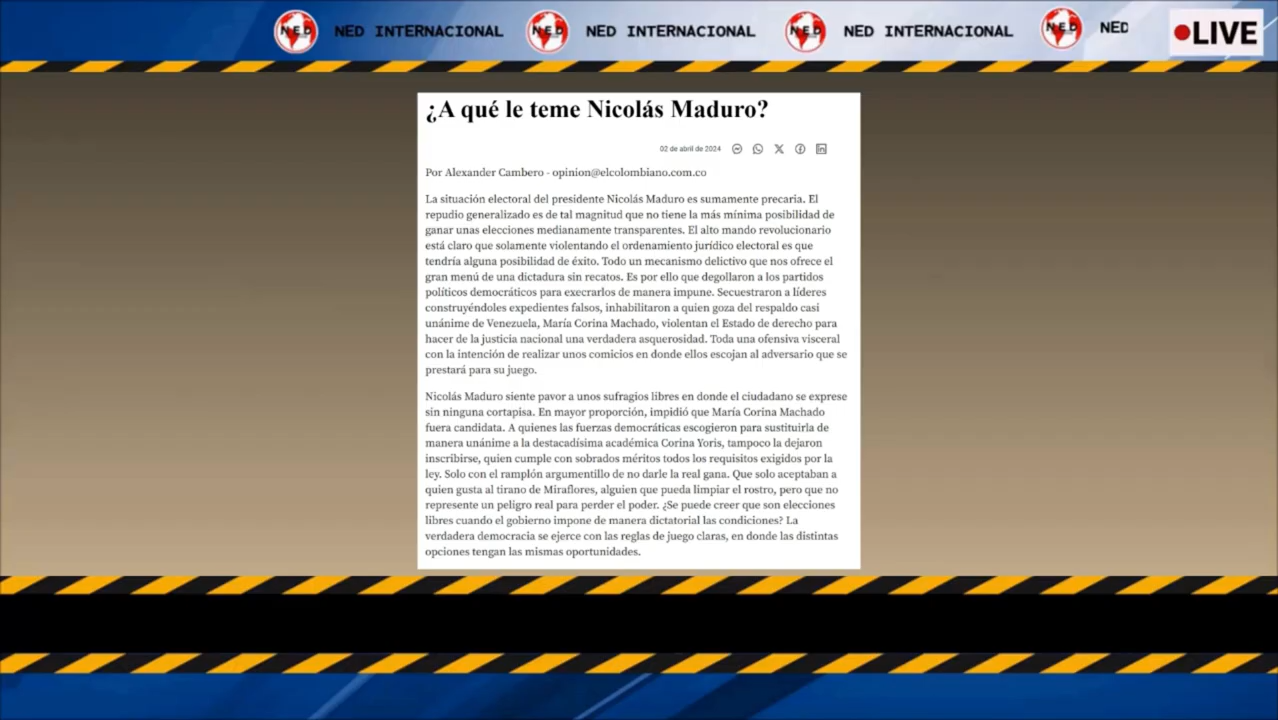 NED NED INTERNACIONAL NED NED INTERNACIONAL NED NED INTERNACIONAL NED NED
LIVE
¿A qué le teme Nicolás Maduro?
02 de abril de 2024
Por Alexander Cambero - opinion@elcolombiano.com.co
La situación electoral del presidente Nicolás Maduro es sumamente precaria. El
repudio generalizado es de tal magnitud que no tiene la más mínima posibilidad de
ganar unas elecciones medianamente transparentes. El alto mando revolucionario
está claro que solamente violentando el ordenamiento jurídico electoral es que
tendría alguna posibilidad de éxito. Todo un mecanismo delictivo que nos ofrece el
gran menú de una dictadura sin recatos. Es por ello que degollaron a los partidos
políticos democráticos para execrarlos de manera impune. Secuestraron a líderes
construyéndoles expedientes falsos, inhabilitaron a quien goza del respaldo casi
unánime de Venezuela, María Corina Machado, violentan el Estado de derecho para
hacer de la justicia nacional una verdadera asquerosidad. Toda una ofensiva visceral
con la intención de realizar unos comicios en donde ellos escojan al adversario que se
prestará para su juego.
Nicolás Maduro siente pavor a unos sufragios libres en donde el ciudadano se exprese
sin ninguna cortapisa. En mayor proporción, impidió que María Corina Machado
fuera candidata. A quienes las fuerzas democráticas escogieron para sustituirla de
manera unánime a la destacadísima académica Corina Yoris, tampoco la dejaron
inscribirse, quien cumple con sobrados méritos todos los requisitos exigidos por la
ley. Solo con el ramplón argumentillo de no darle la real gana. Que solo aceptaban a
quien gusta al tirano de Miraflores, alguien que pueda limpiar el rostro, pero que no
represente un peligro real para perder el poder. ¿Se puede creer que son elecciones
libres cuando el gobierno impone de manera dictatorial las condiciones? La
verdadera democracia se ejerce con las reglas de juego claras, en donde las distintas
opciones tengan las mismas oportunidades.